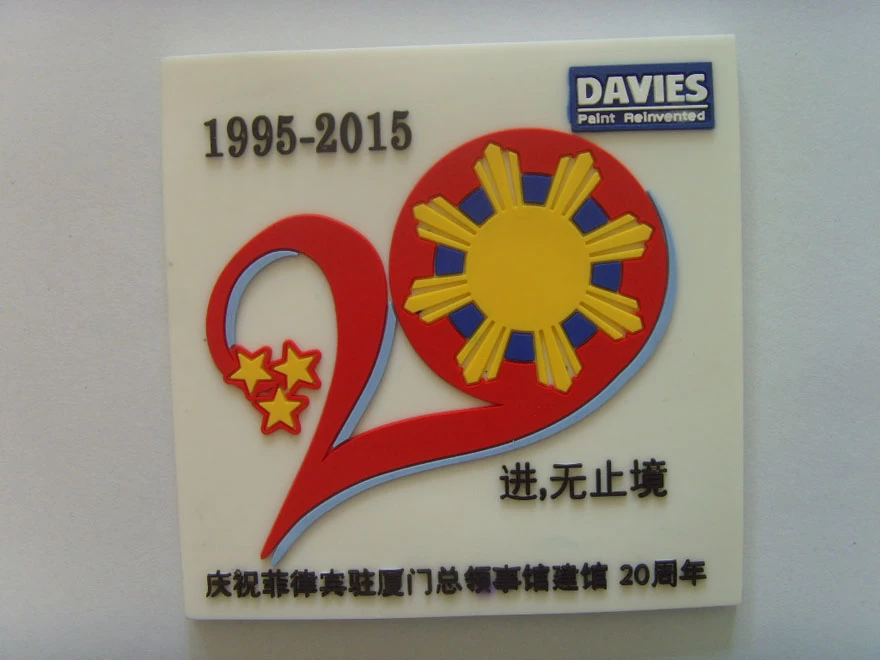 DAVIES
Paint Reinvented
1995-2015
20
进,无止境
庆祝菲律宾驻厦门总领事馆建馆 20周年